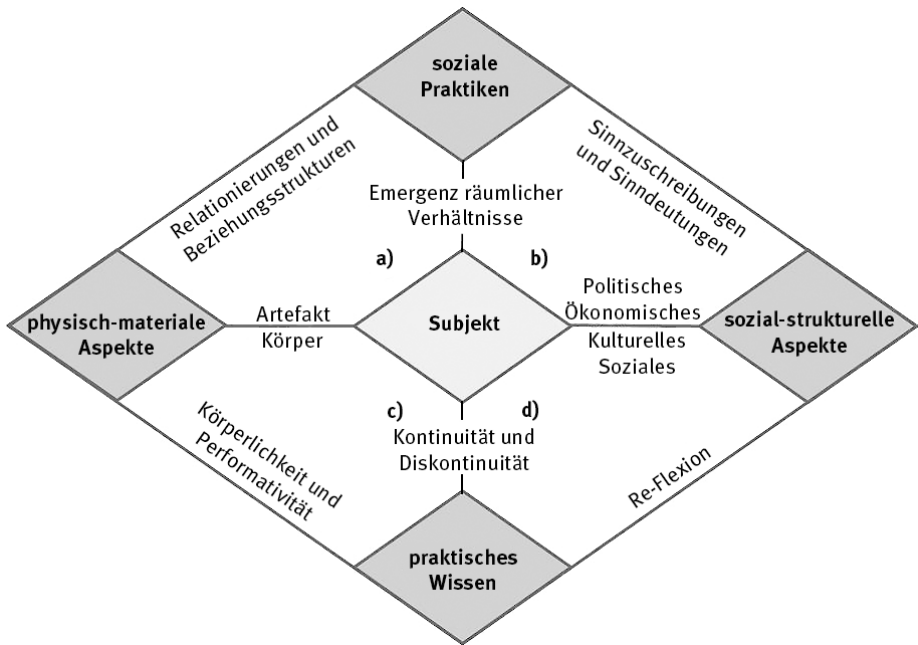 soziale
Praktiken
Relationierungen und
Beziehungsstrukturen
Sinnzuschreibungen
und Sinndeutungen
Emergenz räumlicher
Verhältnisse
a)
b)
physisch-materiale
Aspekte
Artefakt
Körper
Subjekt
Politisches
Ökonomisches
Kulturelles
Soziales
sozial-strukturelle
Aspekte
c)
d)
Kontinuität und
Diskontinuität
Körperlichkeit und
Performativität
Re-Flexion
praktisches
Wissen